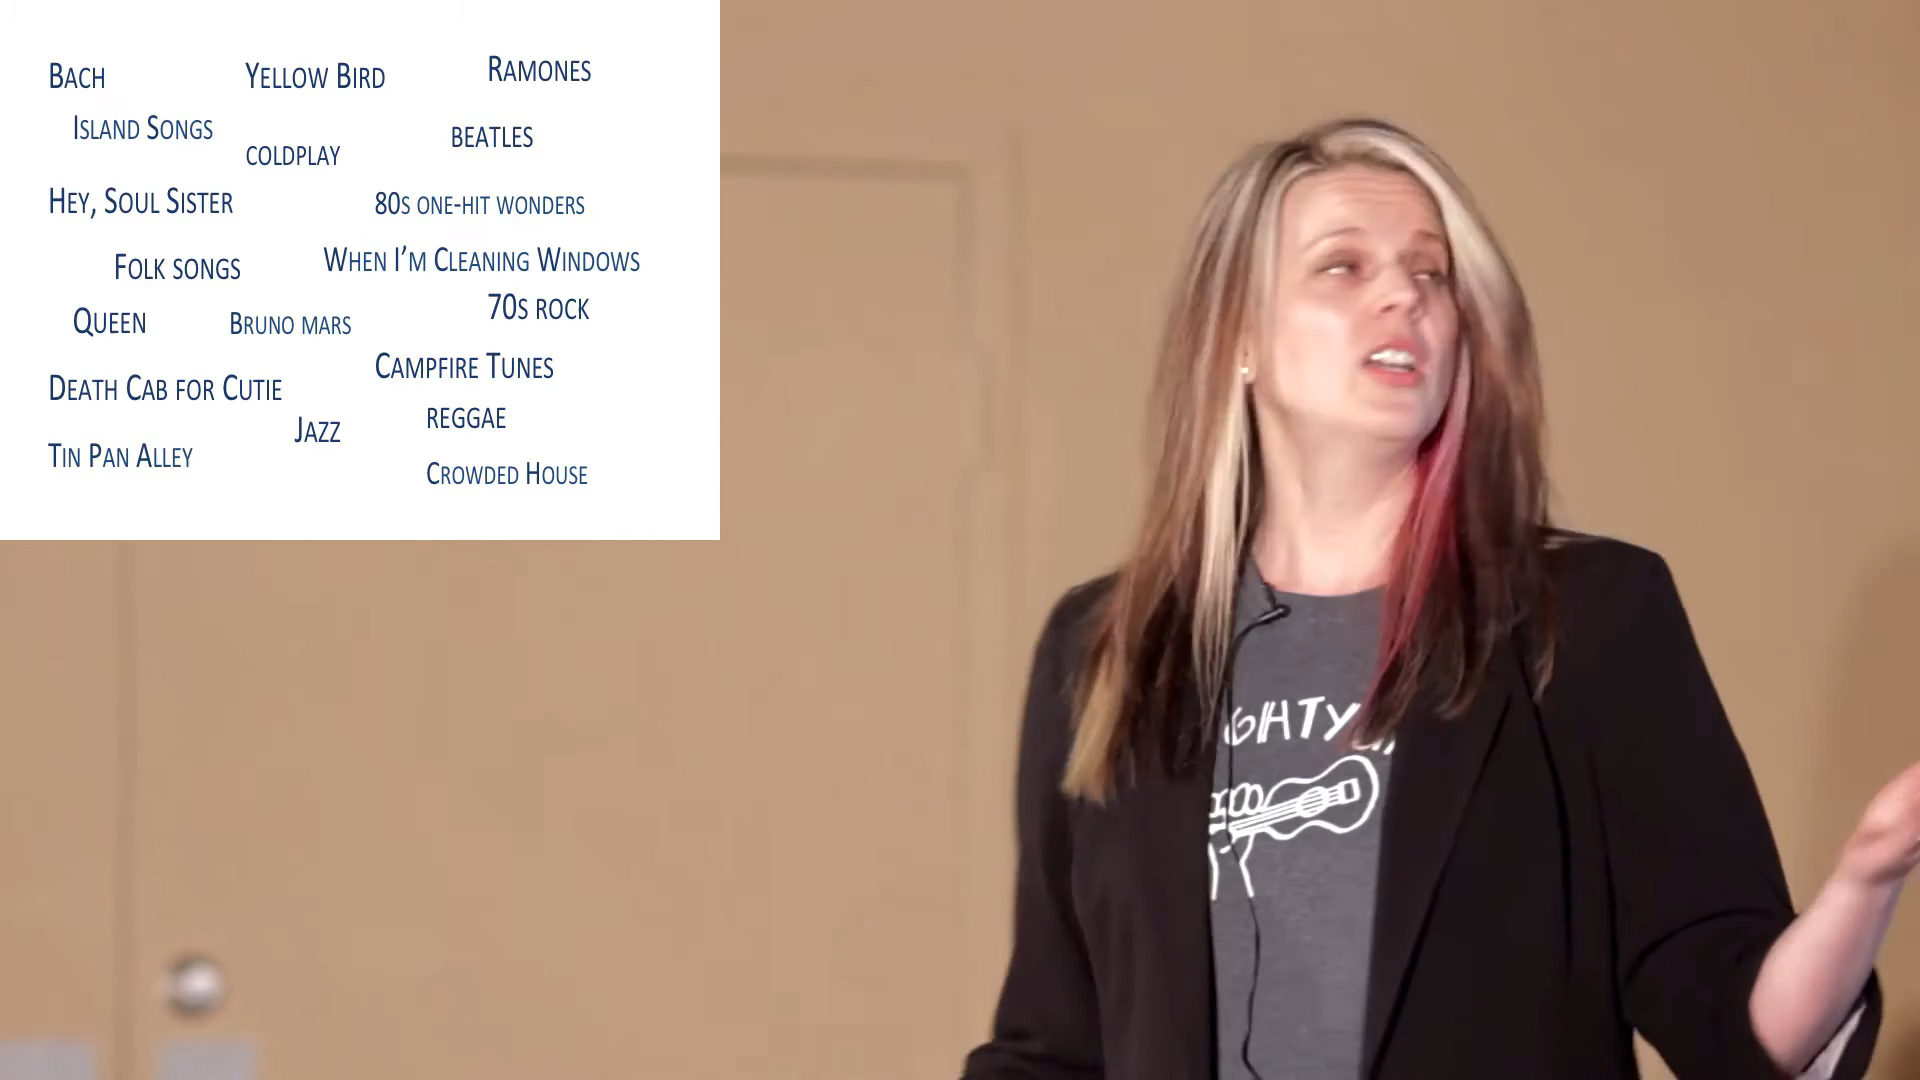 Bach
Yellow Bird
Ramones
Island Songs
coldplay
beatles
Hey, Soul Sister
80s one-hit wonders
Folk songs
When I'm Cleaning Windows
Queen
Bruno mars
70s rock
Death Cab for Cutie
Campfire Tunes
Jazz
reggae
Tin Pan Alley
Crowded House